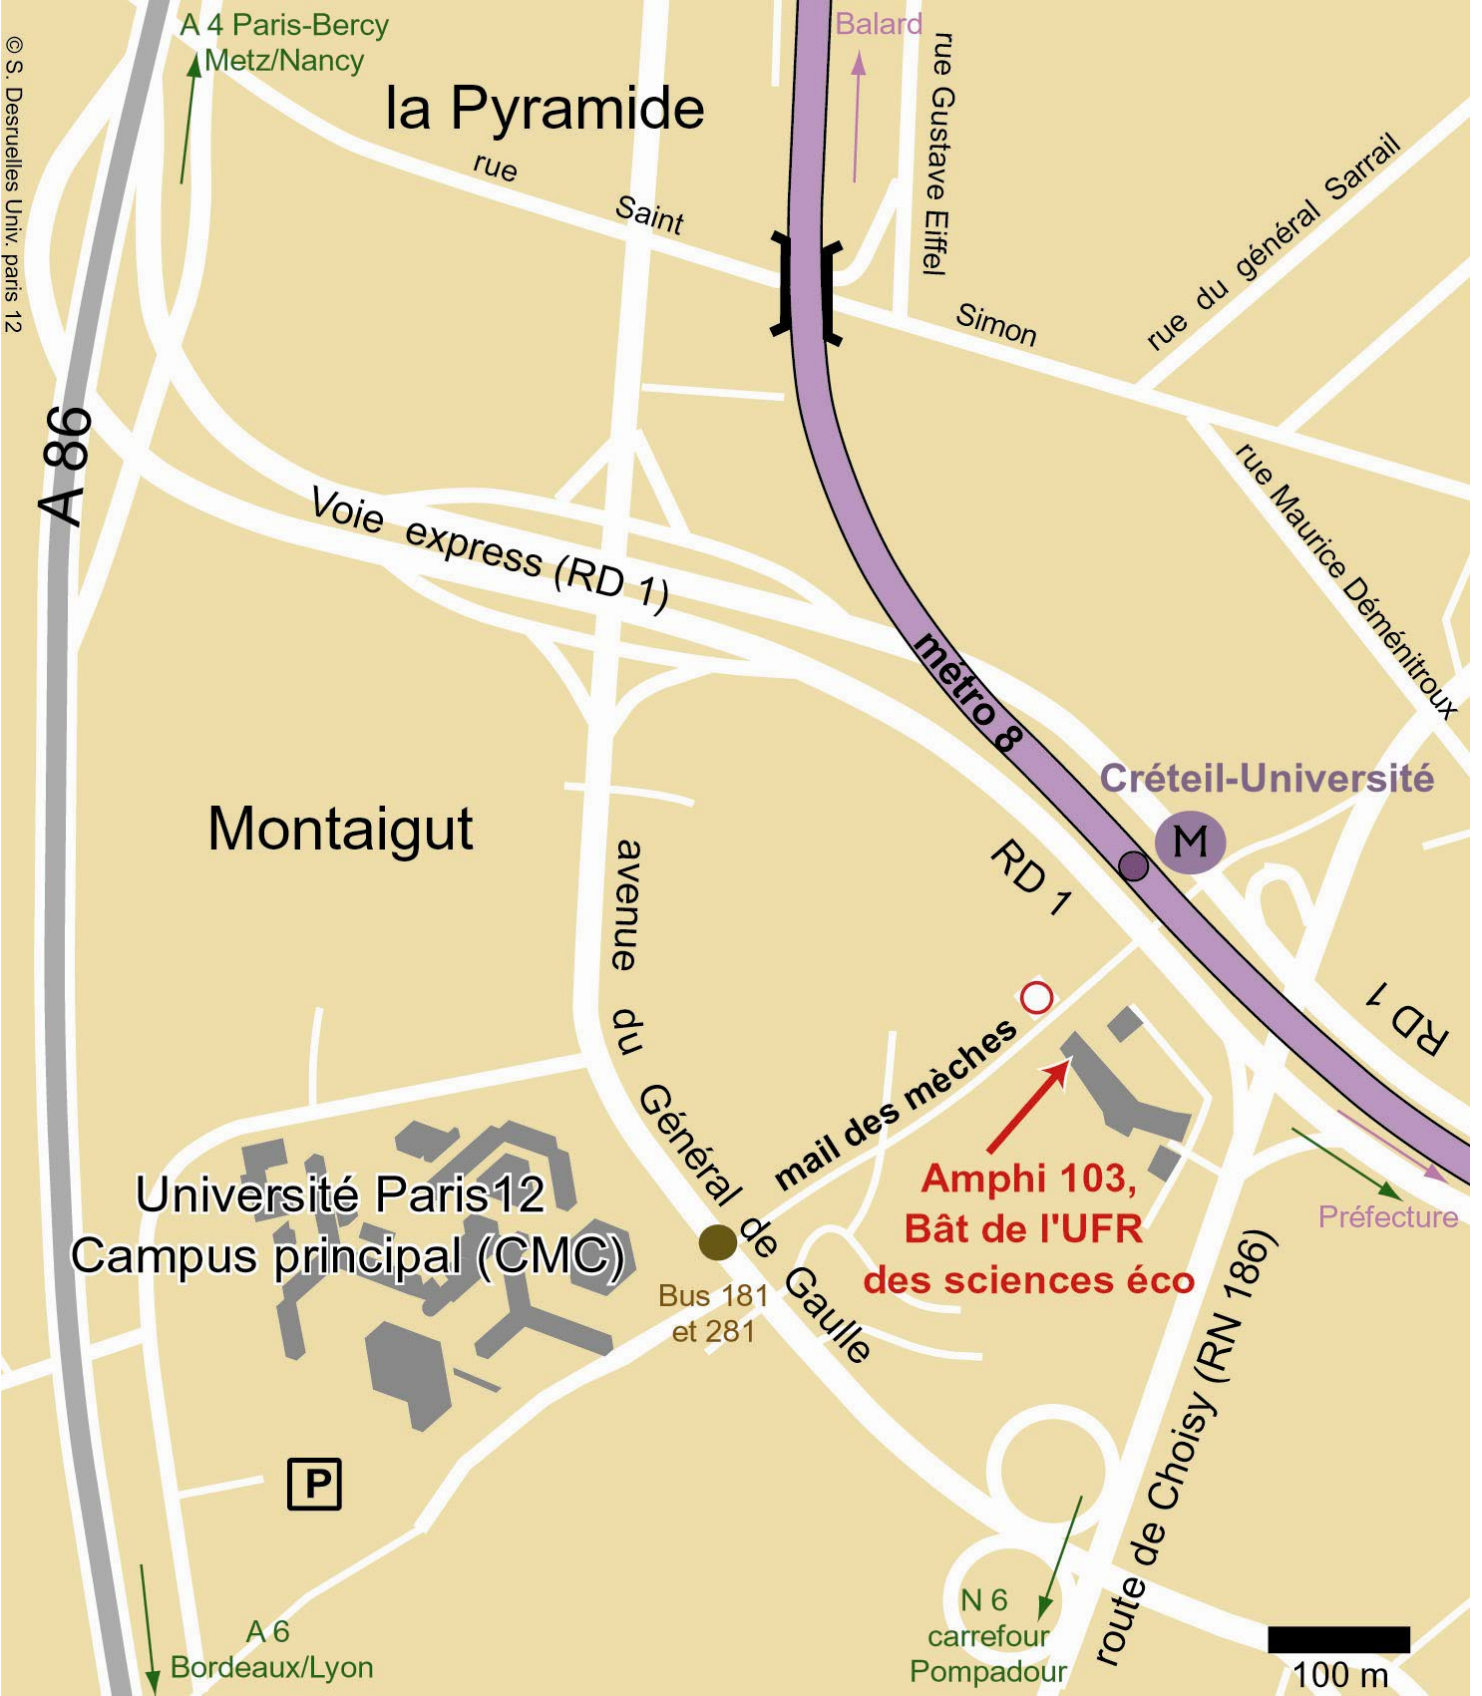 © S. Desruelles Univ. paris 12
A 4 Paris-Bercy
Metz/Nancy
la Pyramide
Balard
rue Gustave Eiffel
rue Saint Simon
rue du général Sarrail
rue Maurice Déménitroux
A 86
Voie express (RD 1)
métro 8
Créteil-Université
M
Montaigut
RD 1
RD 1
avenue du Général de Gaulle
mail des mèches
Amphi 103,
Bât de l'UFR
des sciences éco
Préfecture
Université Paris12
Campus principal (CMC)
Bus 181
et 281
route de Choisy (RN 186)
P
A 6
Bordeaux/Lyon
N 6
carrefour
Pompadour
100 m